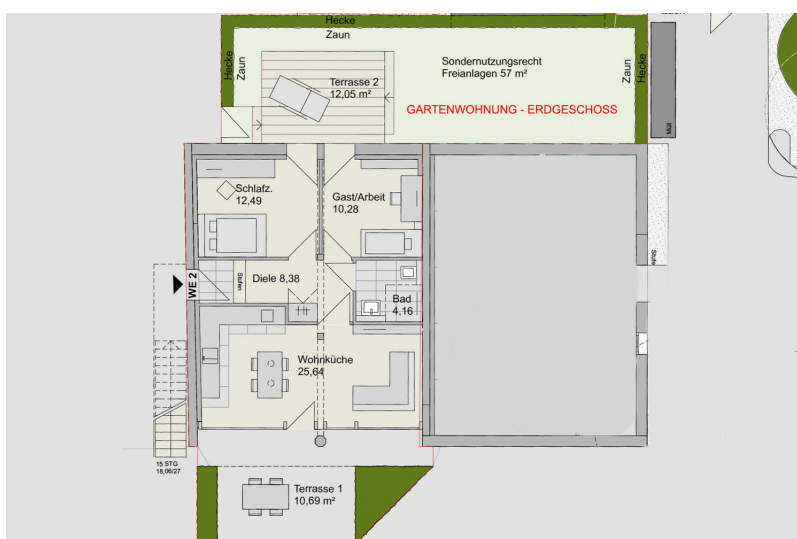 Hecke
Zaun
Hecke
Zaun
Zaun
Hecke
Sondernutzungsrecht
Freianlagen 57 m²
Terrasse 2
12,05 m²
GARTENWOHNUNG - ERDGESCHOSS
Müll
Schlafz.
12,49
Gast/Arbeit
10,28
Stufe
WE 2
Stufen
Diele 8,38
Bad
4,16
Wohnküche
25,64
15 STG
18,06/27
Terrasse 1
10,69 m²